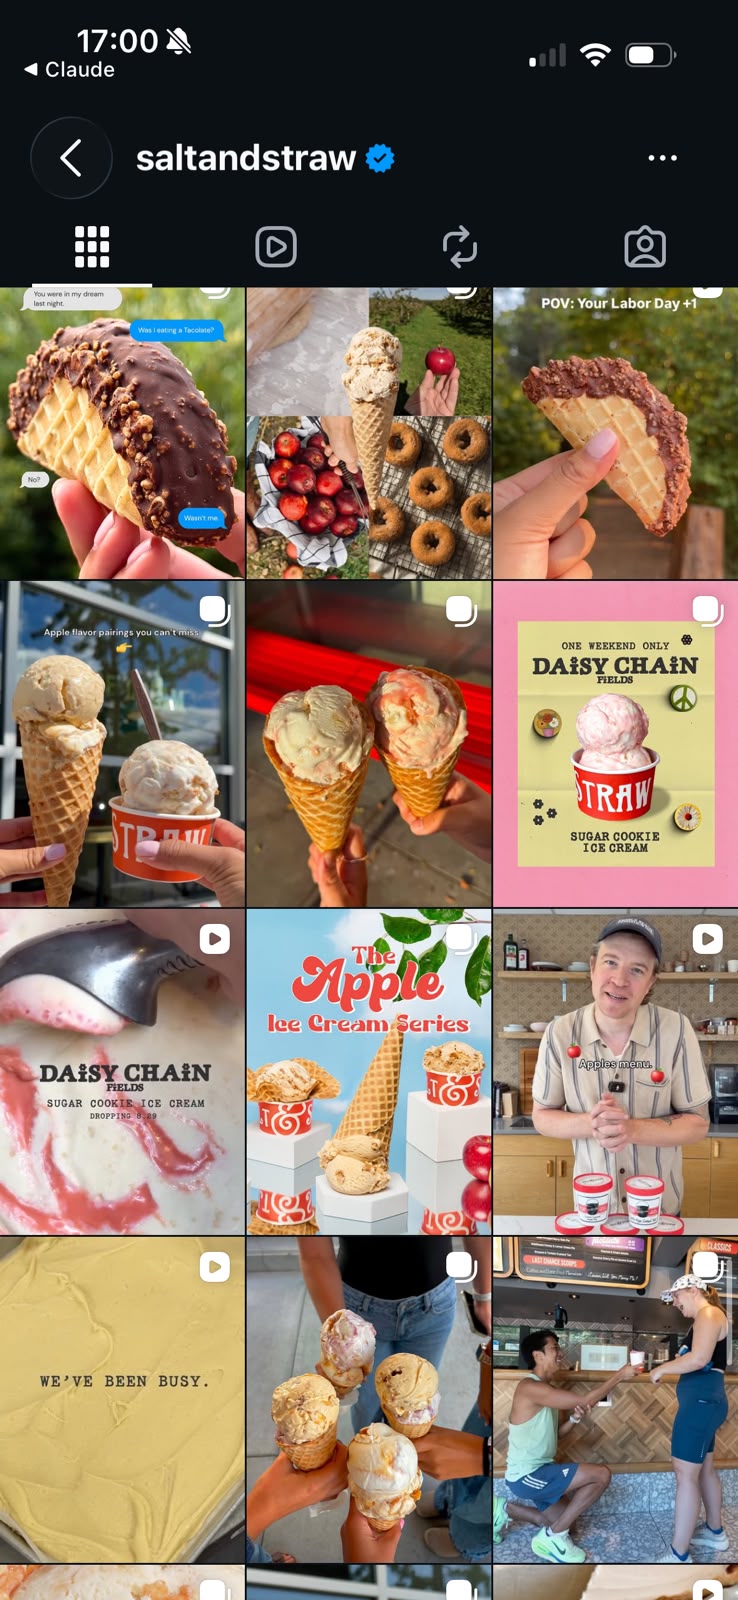 17:00
Claude
saltandstraw
You were in my dream
last night.
Was I eating a Tacolate?
No?
Wasn't me.
POV: Your Labor Day +1
Apple flavor pairings you can't miss
STRAW
ONE WEEKEND ONLY
DAISY CHAIN
FIELDS
STRAW
SUGAR COOKIE
ICE CREAM
DAISY CHAIN
FIELDS
SUGAR COOKIE ICE CREAM
DROPPING 8.29
The
Apple
Ice Cream Series
Apples menu.
WE'VE BEEN BUSY.
LAST CHANCE SCOOPS
CLASSICS